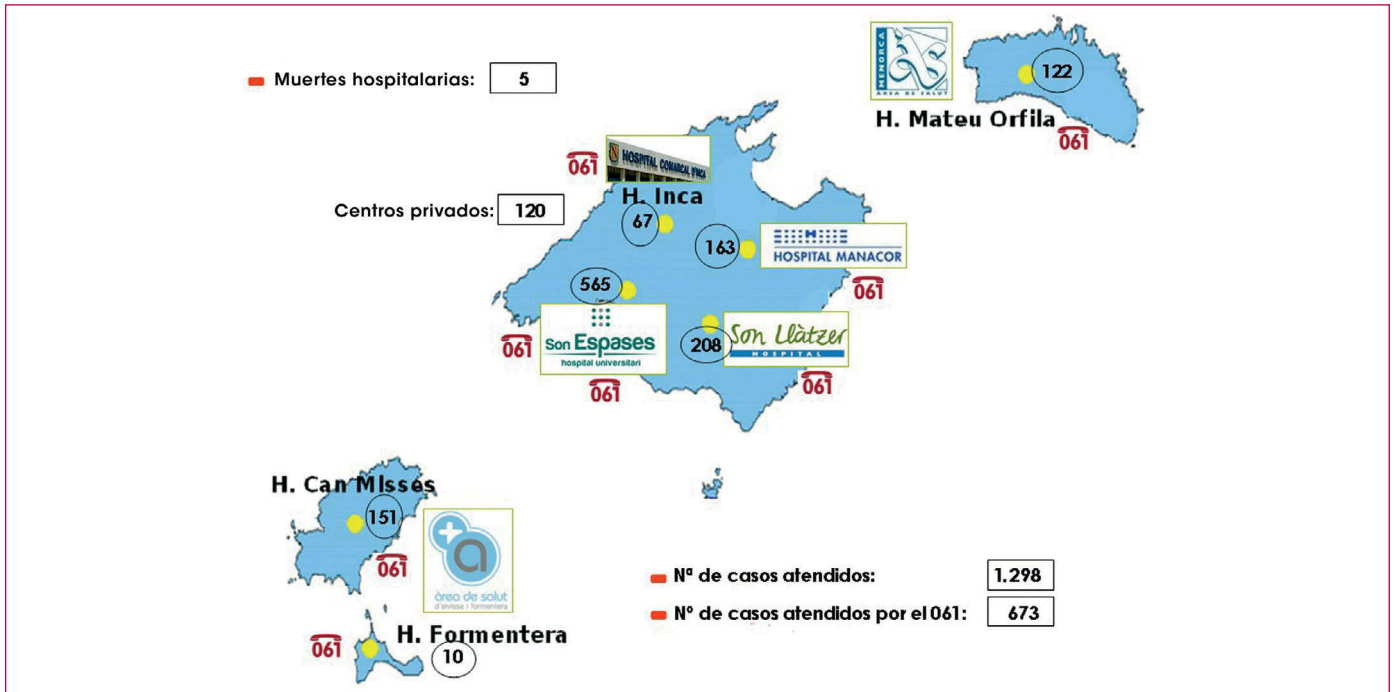 MENORCA
ÀREA DE SALUT
122
Muertes hospitalarias: 5
H. Mateu Orfila
061
061
HOSPITAL COMARCAL D'INCA
H. Inca
Centros privados: 120
67
163
HOSPITAL MANACOR
565
061
Son Espases
hospital universitari
208
Son Llàtzer
HOSPITAL
061
061
061
H. Can Misses
151
061
a
àrea de salut
d'eivissa i formentera
Nª de casos atendidos: 1.298
Nº de casos atendidos por el 061: 673
061
H. Formentera
10